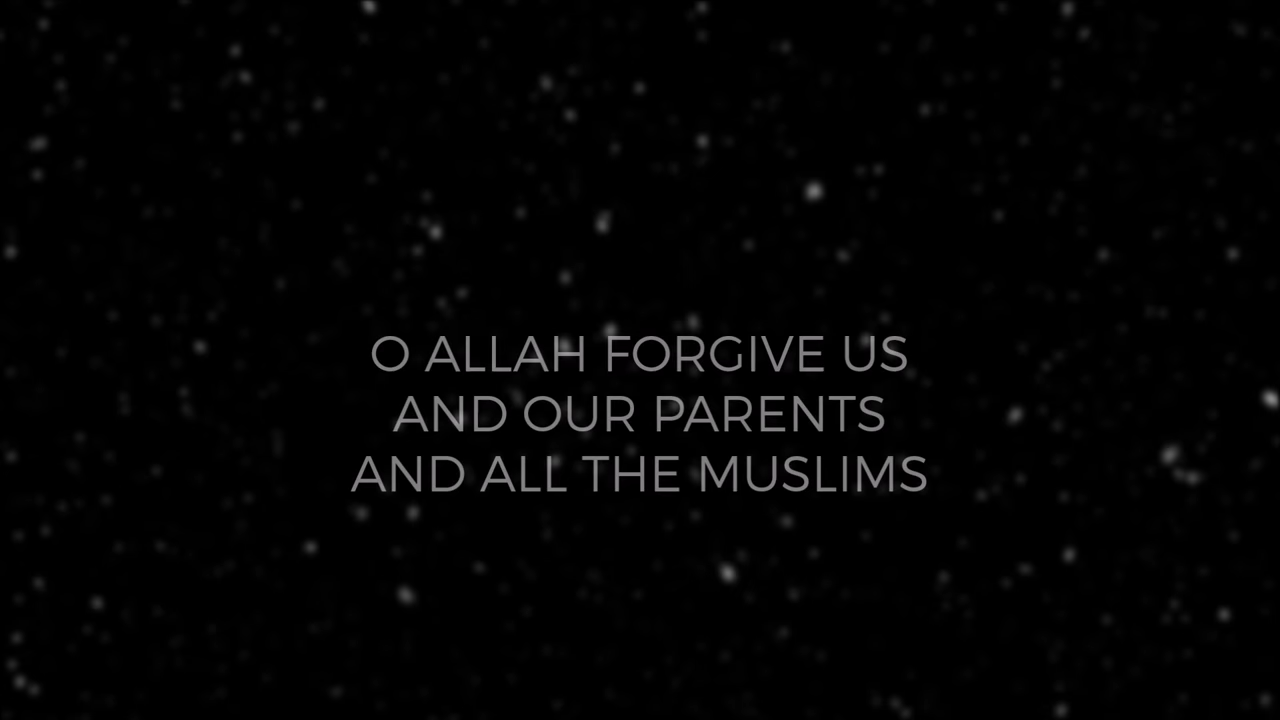 O ALLAH FORGIVE US
AND OUR PARENTS
AND ALL THE MUSLIMS